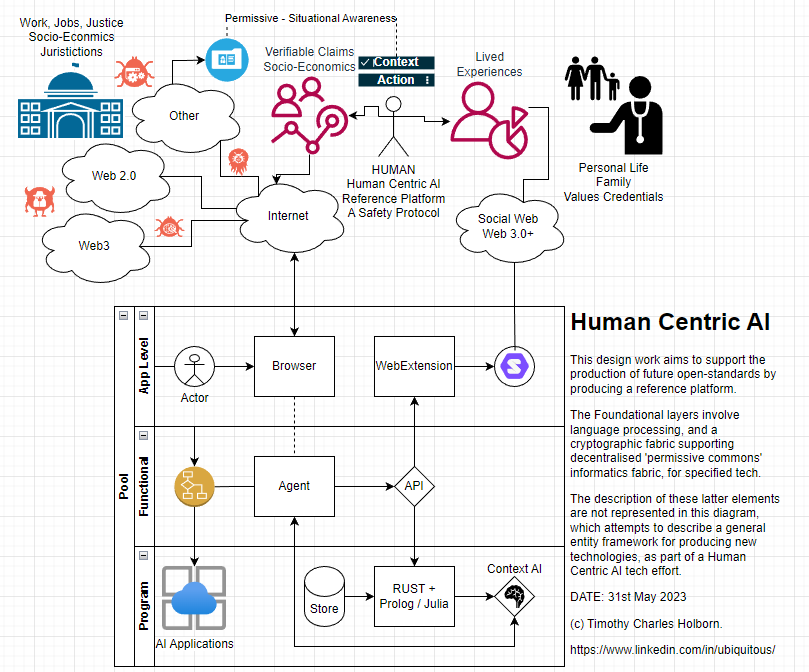 Permissive - Situational Awareness
Work, Jobs, Justice
Socio-Econmics
Juristictions
Verifiable Claims
Socio-Economics
Context
Action
Lived
Experiences
Other
Web 2.0
Web3
Internet
HUMAN
Human Centric AI
Reference Platform
A Safety Protocol
Social Web
Web 3.0+
Personal Life
Family
Values Credentials
Pool
App Level
Actor
Browser
WebExtension
Functional
Agent
API
Program
AI Applications
Store
RUST +
Prolog / Julia
Context AI
Human Centric AI
This design work aims to support the
production of future open-standards by
producing a reference platform.
The Foundational layers involve
language processing, and a
cryptographic fabric supporting
decentralised 'permissive commons'
informatics fabric, for specified tech.
The description of these latter elements
are not represented in this diagram,
which attempts to describe a general
entity framework for producing new
technologies, as part of a Human
Centric AI tech effort.
DATE: 31st May 2023
(c) Timothy Charles Holborn.
https://www.linkedin.com/in/ubiquitous/